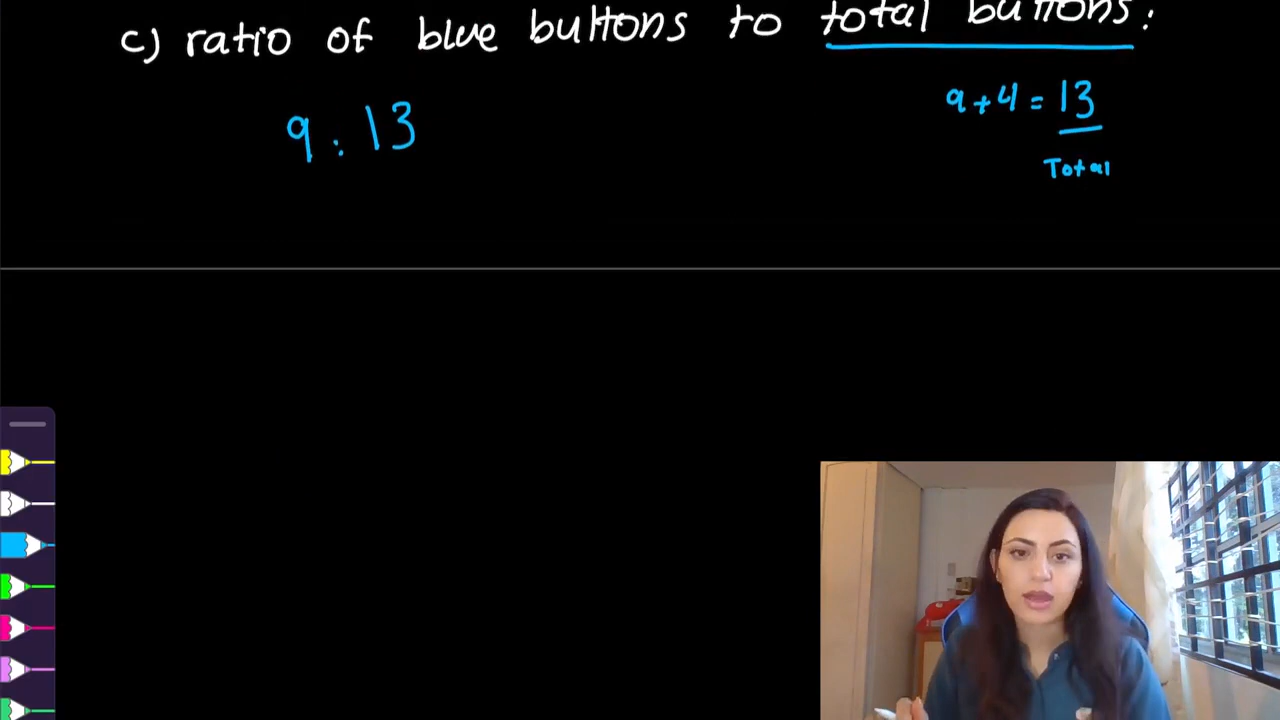 c) ratio of blue buttons to total buttons.
9 : 13
9 + 4 = 13
Total